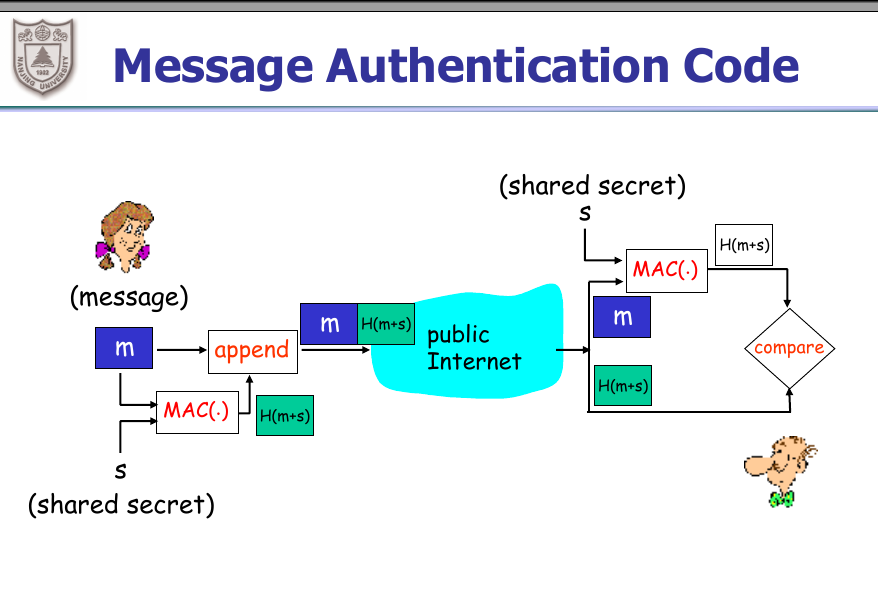 Message Authentication Code
NANJING UNIVERSITY
1902
(shared secret)
s
H(m+s)
MAC(.)
(message)
m
H(m+s)
public
Internet
m
m
append
compare
H(m+s)
MAC(.)
H(m+s)
s
(shared secret)